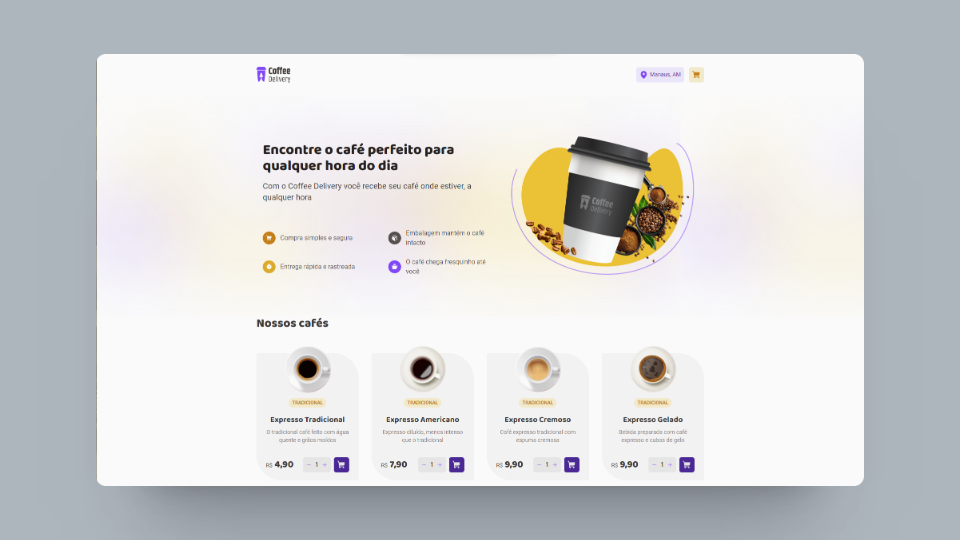 Coffee
Delivery
Manaus, AM
Encontre o café perfeito para
qualquer hora do dia
Com o Coffee Delivery você recebe seu café onde estiver, a
qualquer hora
Coffee
Delivery
Compra simples e segura
Embalagem mantém o café
intacto
Entrega rápida e rastreada
O café chega fresquinho até
você
Nossos cafés
TRADICIONAL
TRADICIONAL
TRADICIONAL
TRADICIONAL
Expresso Tradicional
Expresso Americano
Expresso Cremoso
Expresso Gelado
O tradicional café feito com água
quente e grãos moídos
Expresso diluído, menos intenso
que o tradicional
Café expresso tradicional com
espuma cremosa
Bebida preparada com café
expresso e cubos de gelo
R$ 4,90 − 1 +
R$ 7,90 − 1 +
R$ 9,90 − 1 +
R$ 9,90 − 1 +